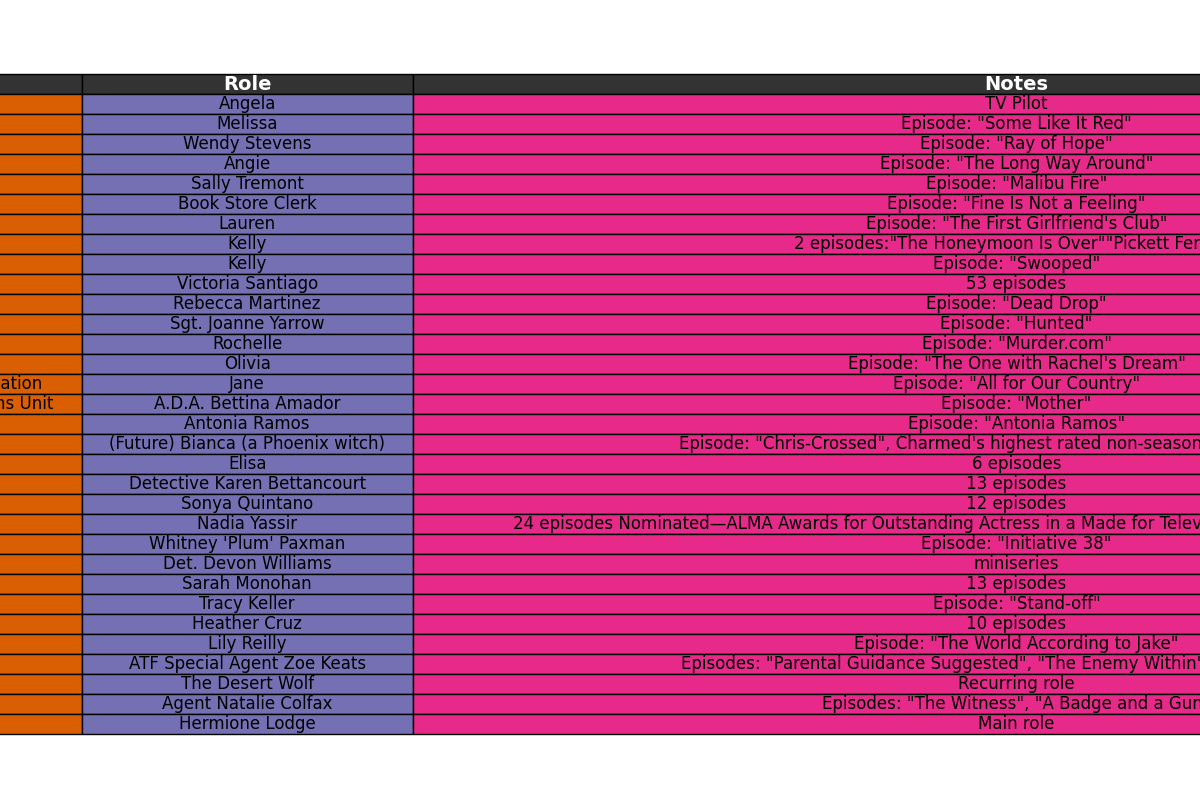 Role Notes
Angela TV Pilot
Melissa Episode: "Some Like It Red"
Wendy Stevens Episode: "Ray of Hope"
Angie Episode: "The Long Way Around"
Sally Tremont Episode: "Malibu Fire"
Book Store Clerk Episode: "Fine Is Not a Feeling"
Lauren Episode: "The First Girlfriend's Club"
Kelly 2 episodes:"The Honeymoon Is Over""Pickett Fer
Kelly Episode: "Swooped"
Victoria Santiago 53 episodes
Rebecca Martinez Episode: "Dead Drop"
Sgt. Joanne Yarrow Episode: "Hunted"
Rochelle Episode: "Murder.com"
Olivia Episode: "The One with Rachel's Dream"
ation Jane Episode: "All for Our Country"
ns Unit A.D.A. Bettina Amador Episode: "Mother"
Antonia Ramos Episode: "Antonia Ramos"
(Future) Bianca (a Phoenix witch) Episode: "Chris-Crossed", Charmed's highest rated non-season
Elisa 6 episodes
Detective Karen Bettancourt 13 episodes
Sonya Quintano 12 episodes
Nadia Yassir 24 episodes Nominated—ALMA Awards for Outstanding Actress in a Made for Telev
Whitney 'Plum' Paxman Episode: "Initiative 38"
Det. Devon Williams miniseries
Sarah Monohan 13 episodes
Tracy Keller Episode: "Stand-off"
Heather Cruz 10 episodes
Lily Reilly Episode: "The World According to Jake"
ATF Special Agent Zoe Keats Episodes: "Parental Guidance Suggested", "The Enemy Within"
The Desert Wolf Recurring role
Agent Natalie Colfax Episodes: "The Witness", "A Badge and a Gun
Hermione Lodge Main role